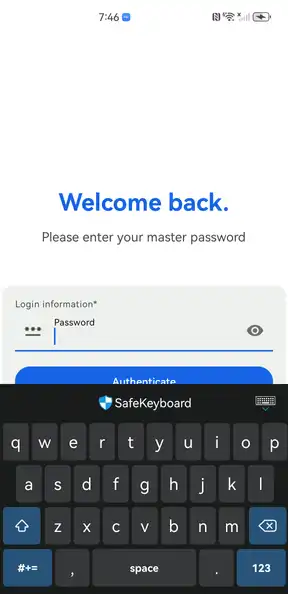 7:46
Welcome back.
Please enter your master password
Login information*
Password
Authenticate
SafeKeyboard
q w e r t y u i o p
a s d f g h j k l
z x c v b n m
#+= , space . 123